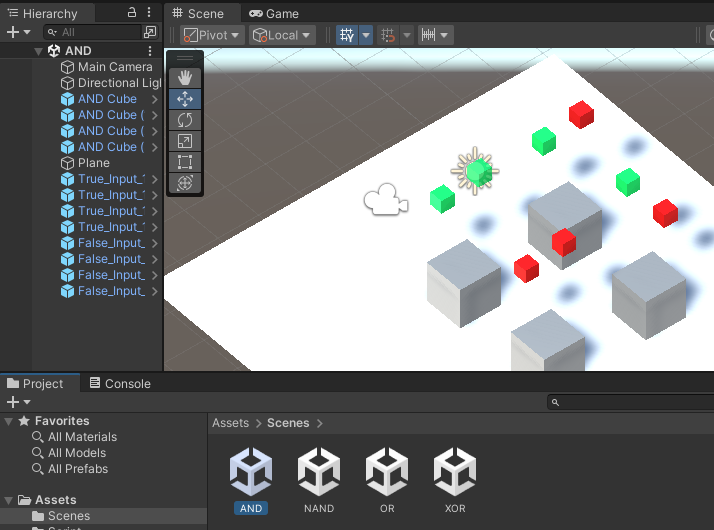 Hierarchy
Scene
Game
All
Pivot
Local
AND
Main Camera
Directional Ligh
AND Cube
AND Cube (
AND Cube (
AND Cube (
Plane
True_Input_
True_Input_
True_Input_
True_Input_
False_Input_
False_Input_
False_Input_
False_Input_
Project
Console
Favorites
All Materials
All Models
All Prefabs
Assets
Scenes
Assets > Scenes >
AND
NAND
OR
XOR